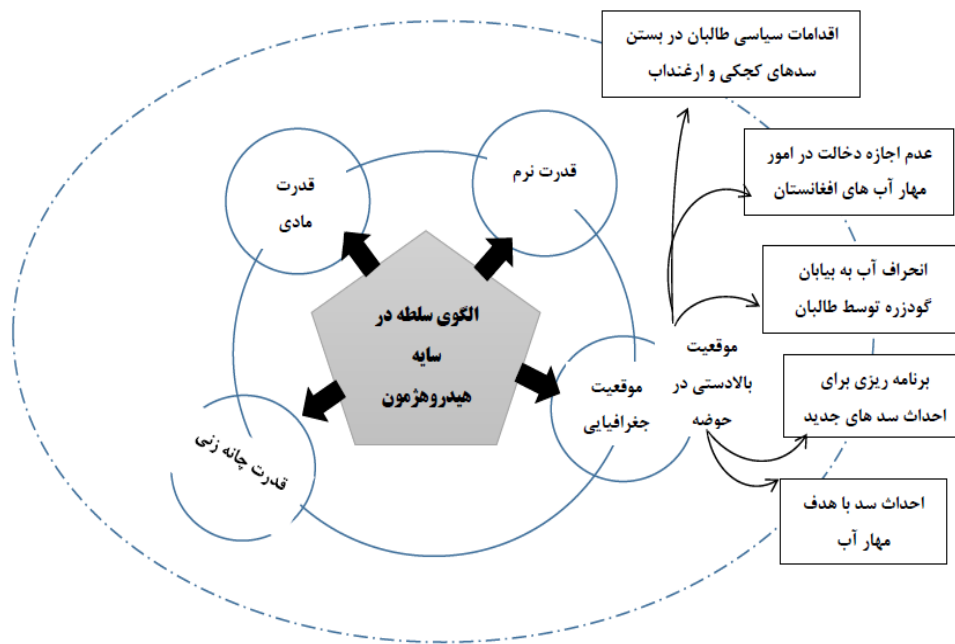 اقدامات سیاسی طالبان در بستن
سدهای کجکی و ارغنداب
عدم اجازه دخالت در امور
مهار آب های افغانستان
انحراف آب به بیابان
گودزره توسط طالبان
برنامه ریزی برای
احداث سد های جدید
احداث سد با هدف
مهار آب
موقعیت
بالادستی در
حوضه
موقعیت
جغرافیایی
قدرت نرم
قدرت
مادی
الگوی سلطه در
سایه
هیدروهژمون
قدرت چانه زنی